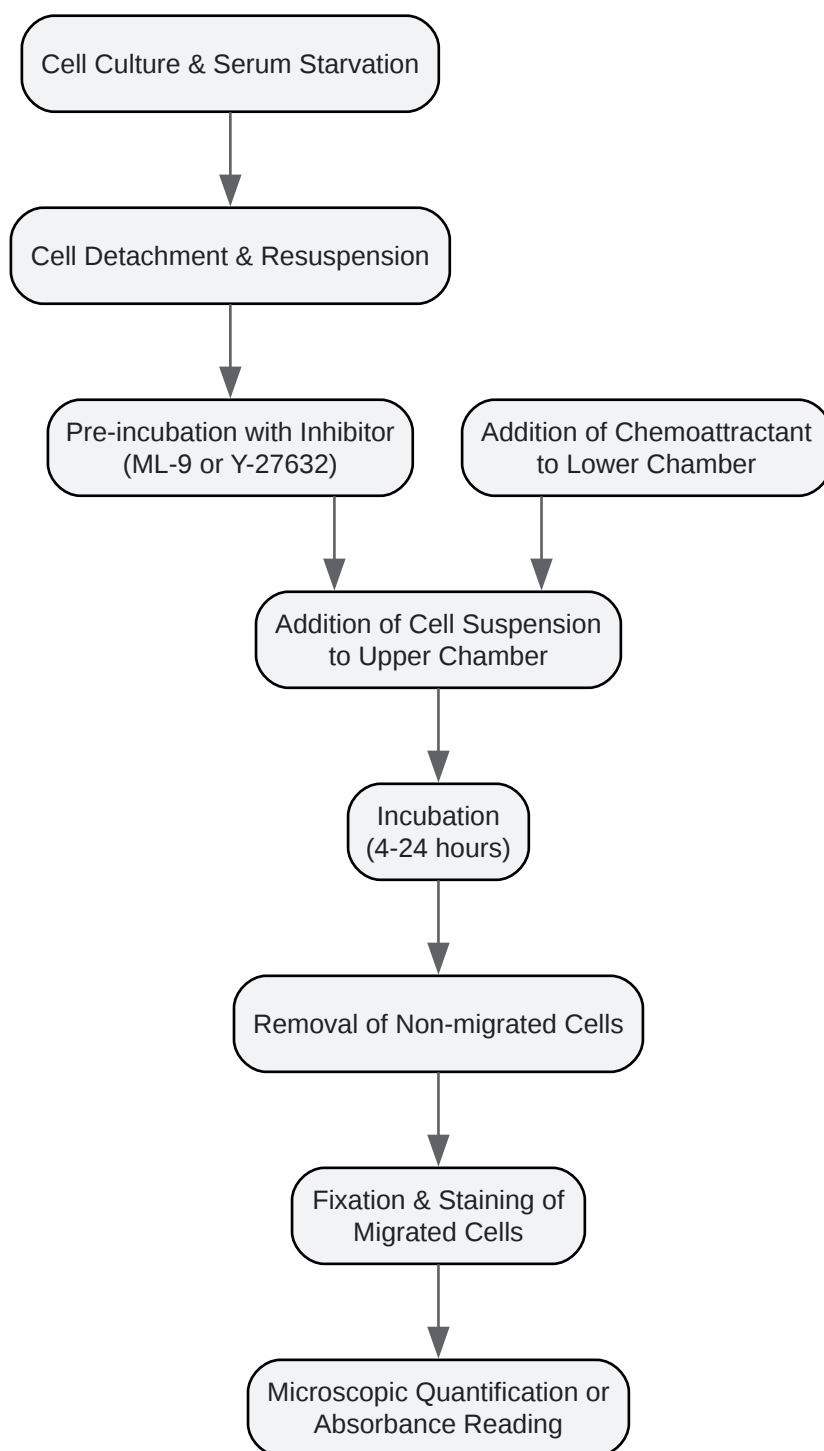 Cell Culture & Serum Starvation
Cell Detachment & Resuspension
Pre-incubation with Inhibitor
(ML-9 or Y-27632)
Addition of Chemoattractant
to Lower Chamber
Addition of Cell Suspension
to Upper Chamber
Incubation
(4-24 hours)
Removal of Non-migrated Cells
Fixation & Staining of
Migrated Cells
Microscopic Quantification or
Absorbance Reading